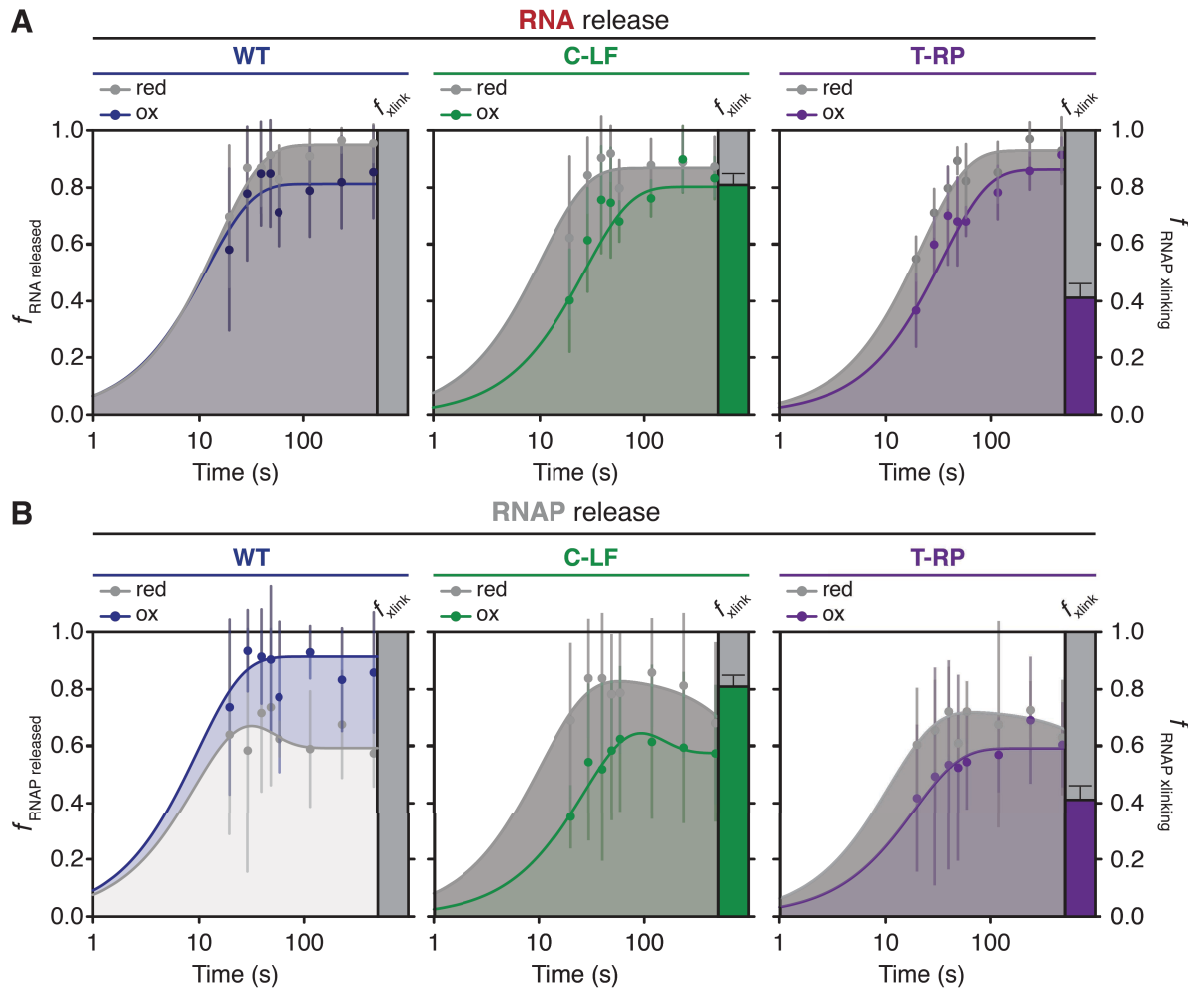 A
RNA release
WT C-LF T-RP
red red red
ox f xlink ox f xlink ox f xlink
1.0 1.0
0.8 0.8
0.6 0.6
0.4 0.4
0.2 0.2
0.0 0.0
f RNA released
f RNAP xlinking
1 10 100 1 10 100 1 10 100
Time (s) Time (s) Time (s)
B
RNAP release
WT C-LF T-RP
red red red
ox f xlink ox f xlink ox f xlink
1.0 1.0
0.8 0.8
0.6 0.6
0.4 0.4
0.2 0.2
0.0 0.0
f RNAP released
f RNAP xlinking
1 10 100 1 10 100 1 10 100
Time (s) Time (s) Time (s)